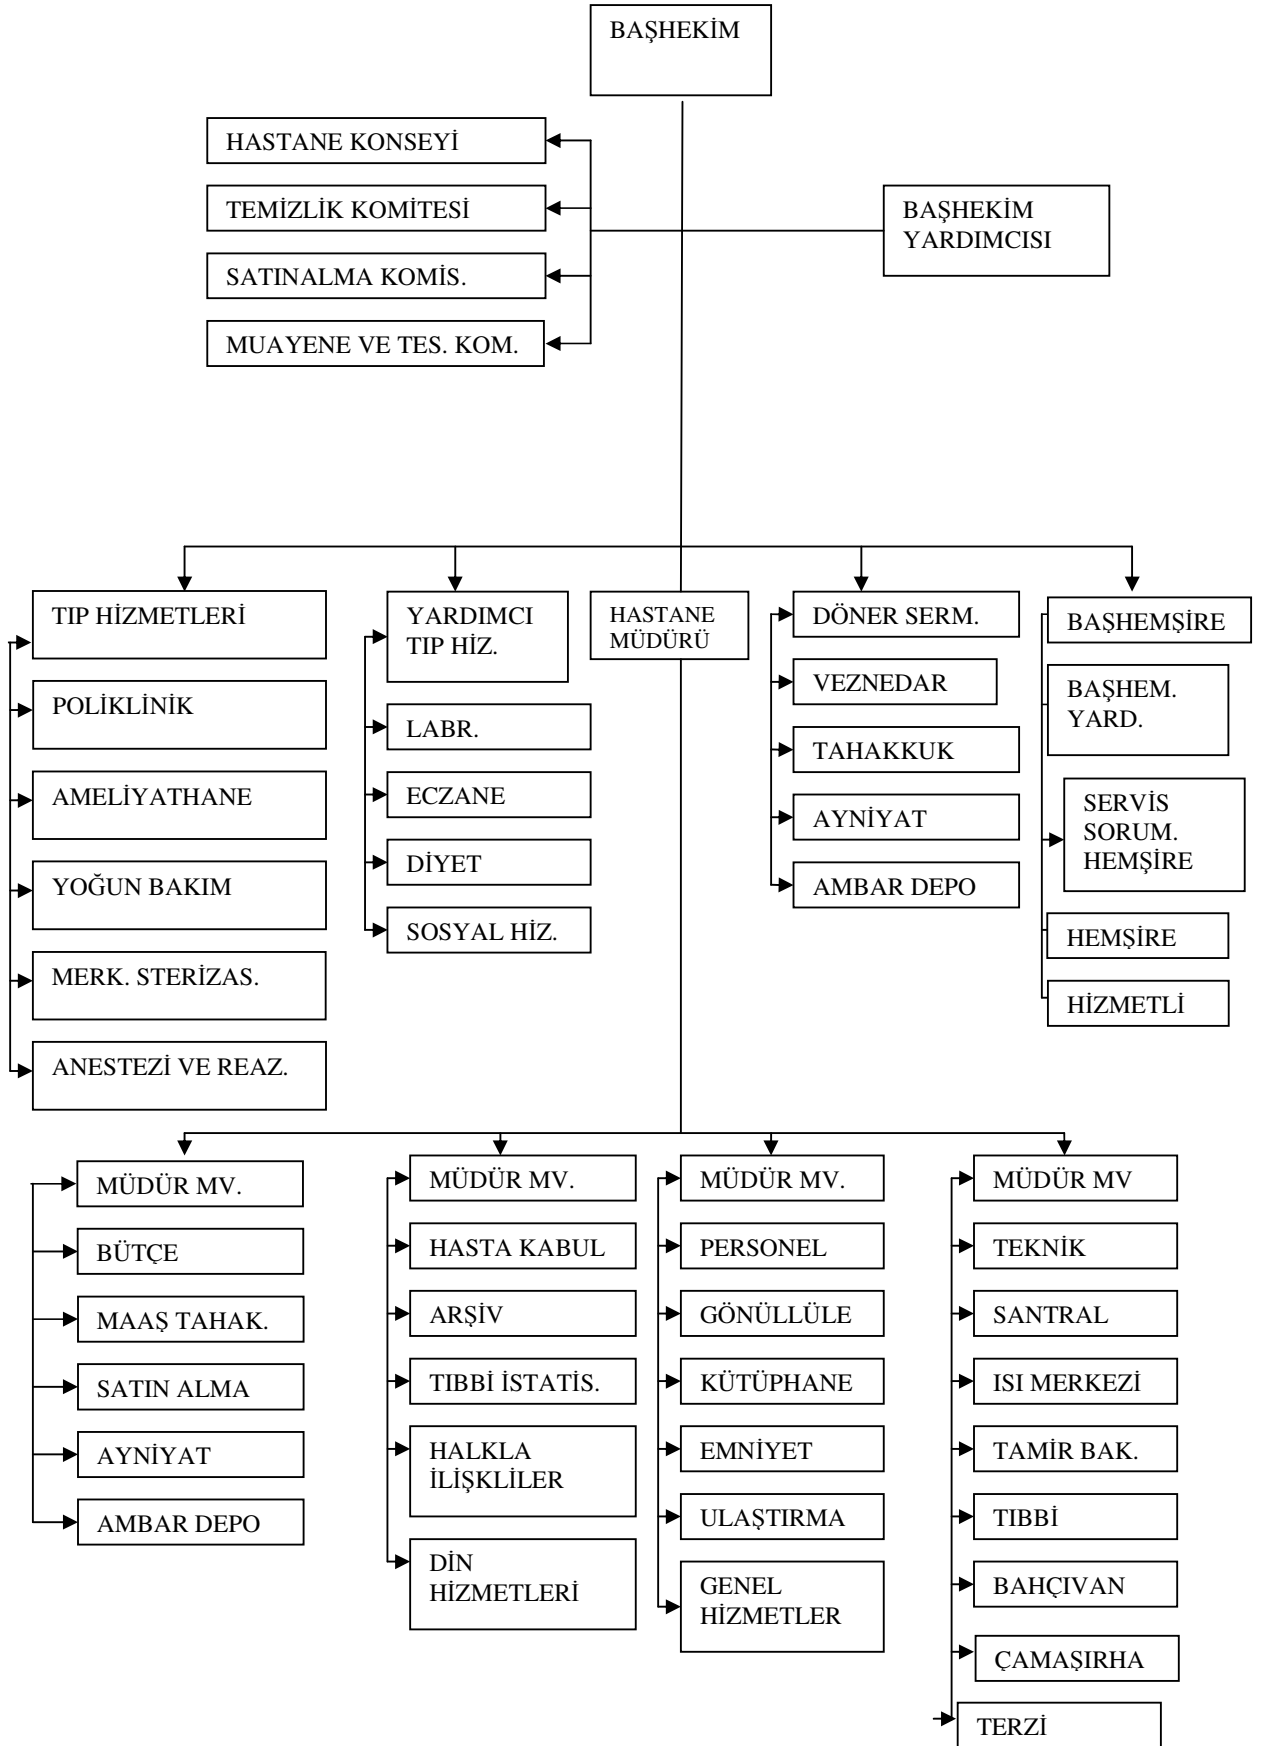 BAŞHEKİM
HASTANE KONSEYİ
TEMİZLİK KOMİTESİ
BAŞHEKİM
YARDIMCISI
SATINALMA KOMİS.
MUAYENE VE TES. KOM.
TIP HİZMETLERİ
POLİKLİNİK
AMELİYATHANE
YOĞUN BAKIM
MERK. STERİZAS.
ANESTEZİ VE REAZ.
YARDIMCI
TIP HİZ.
LABR.
ECZANE
DİYET
SOSYAL HİZ.
HASTANE
MÜDÜRÜ
DÖNER SERM.
VEZNEDAR
TAHAKKUK
AYNİYAT
AMBAR DEPO
BAŞHEMŞİRE
BAŞHEM.
YARD.
SERVİS
SORUM.
HEMŞİRE
HEMŞİRE
HİZMETLİ
MÜDÜR MV.
BÜTÇE
MAAŞ TAHAK.
SATIN ALMA
AYNİYAT
AMBAR DEPO
MÜDÜR MV.
HASTA KABUL
ARŞİV
TIBBİ İSTATİS.
HALKLA
İLİŞKLİLER
DİN
HİZMETLERİ
MÜDÜR MV.
PERSONEL
GÖNÜLLÜLE
KÜTÜPHANE
EMNİYET
ULAŞTIRMA
GENEL
HİZMETLER
MÜDÜR MV
TEKNİK
SANTRAL
ISI MERKEZİ
TAMİR BAK.
TIBBİ
BAHÇIVAN
ÇAMAŞIRHA
TERZİ